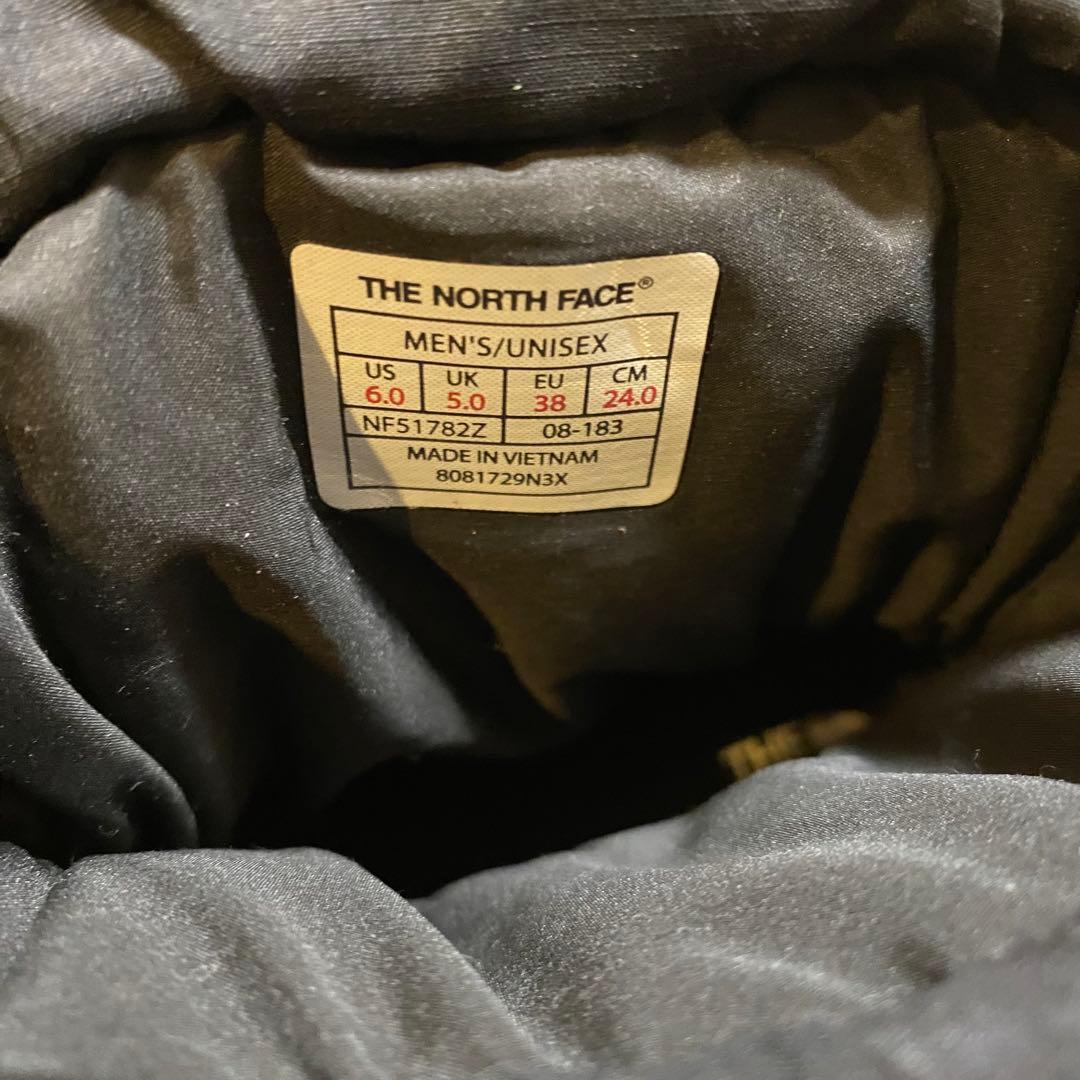 THE NORTH FACE®
MEN'S/UNISEX
US UK EU CM
6.0 5.0 38 24.0
NF51782Z 08-183
MADE IN VIETNAM
8081729N3X
THE